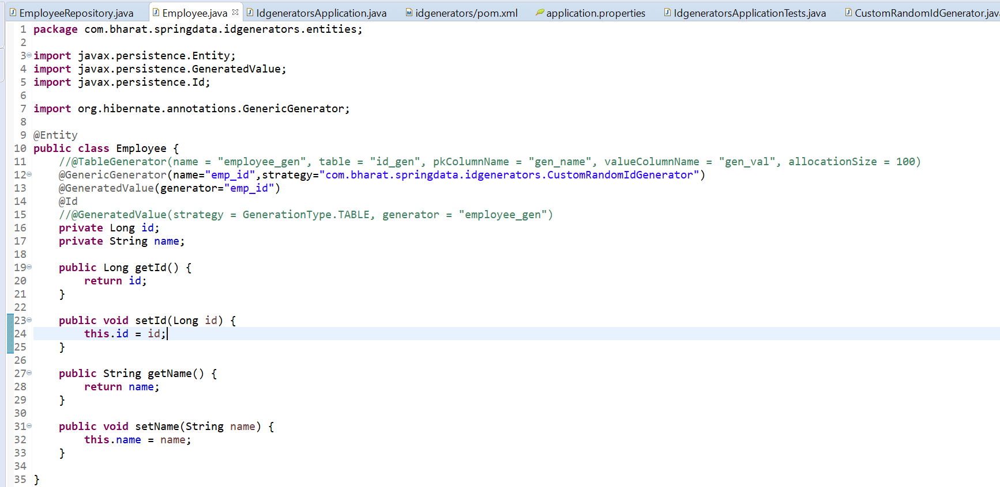 EmployeeRepository.java Employee.java IdgeneratorsApplication.java idgenerators/pom.xml application.properties IdgeneratorsApplicationTests.java CustomRandomIdGenerator.jav
1 package com.bharat.springdata.idgenerators.entities;
2
3 import javax.persistence.Entity;
4 import javax.persistence.GeneratedValue;
5 import javax.persistence.Id;
6
7 import org.hibernate.annotations.GenericGenerator;
8
9 @Entity
10 public class Employee {
11 //@TableGenerator(name = "employee_gen", table = "id_gen", pkColumnName = "gen_name", valueColumnName = "gen_val", allocationSize = 100)
12 @GenericGenerator(name="emp_id",strategy="com.bharat.springdata.idgenerators.CustomRandomIdGenerator")
13 @GeneratedValue(generator="emp_id")
14 @Id
15 //@GeneratedValue(strategy = GenerationType.TABLE, generator = "employee_gen")
16 private Long id;
17 private String name;
18
19 public Long getId() {
20 return id;
21 }
22
23 public void setId(Long id) {
24 this.id = id;
25 }
26
27 public String getName() {
28 return name;
29 }
30
31 public void setName(String name) {
32 this.name = name;
33 }
34
35 }